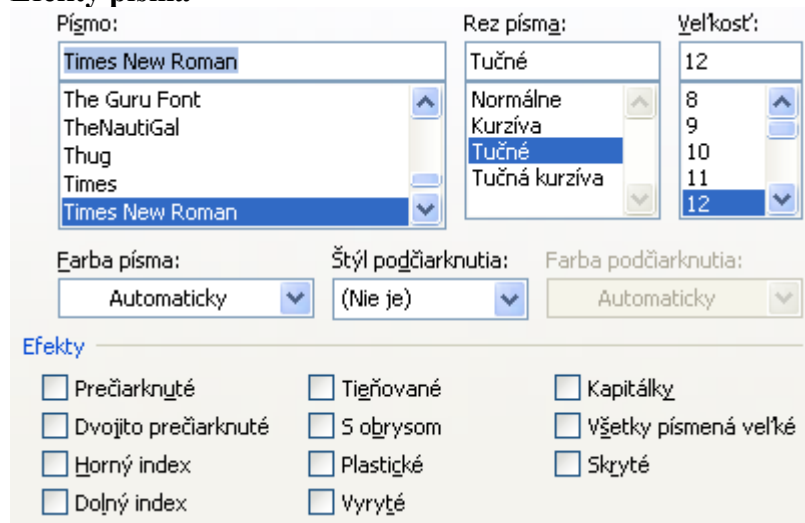 Efekty písma
Písmo: Rez písma: Veľkosť:
Times New Roman Tučné 12
The Guru Font Normálne 8
TheNautiGal Kurzíva 9
Thug Tučné 10
Times Tučná kurzíva 11
Times New Roman 12
Farba písma: Štýl podčiarknutia: Farba podčiarknutia:
Automaticky (Nie je) Automaticky
Efekty
Prečiarknuté Tieňované Kapitálky
Dvojito prečiarknuté S obrysom Všetky písmená veľké
Horný index Plastické Skryté
Dolný index Vyryté